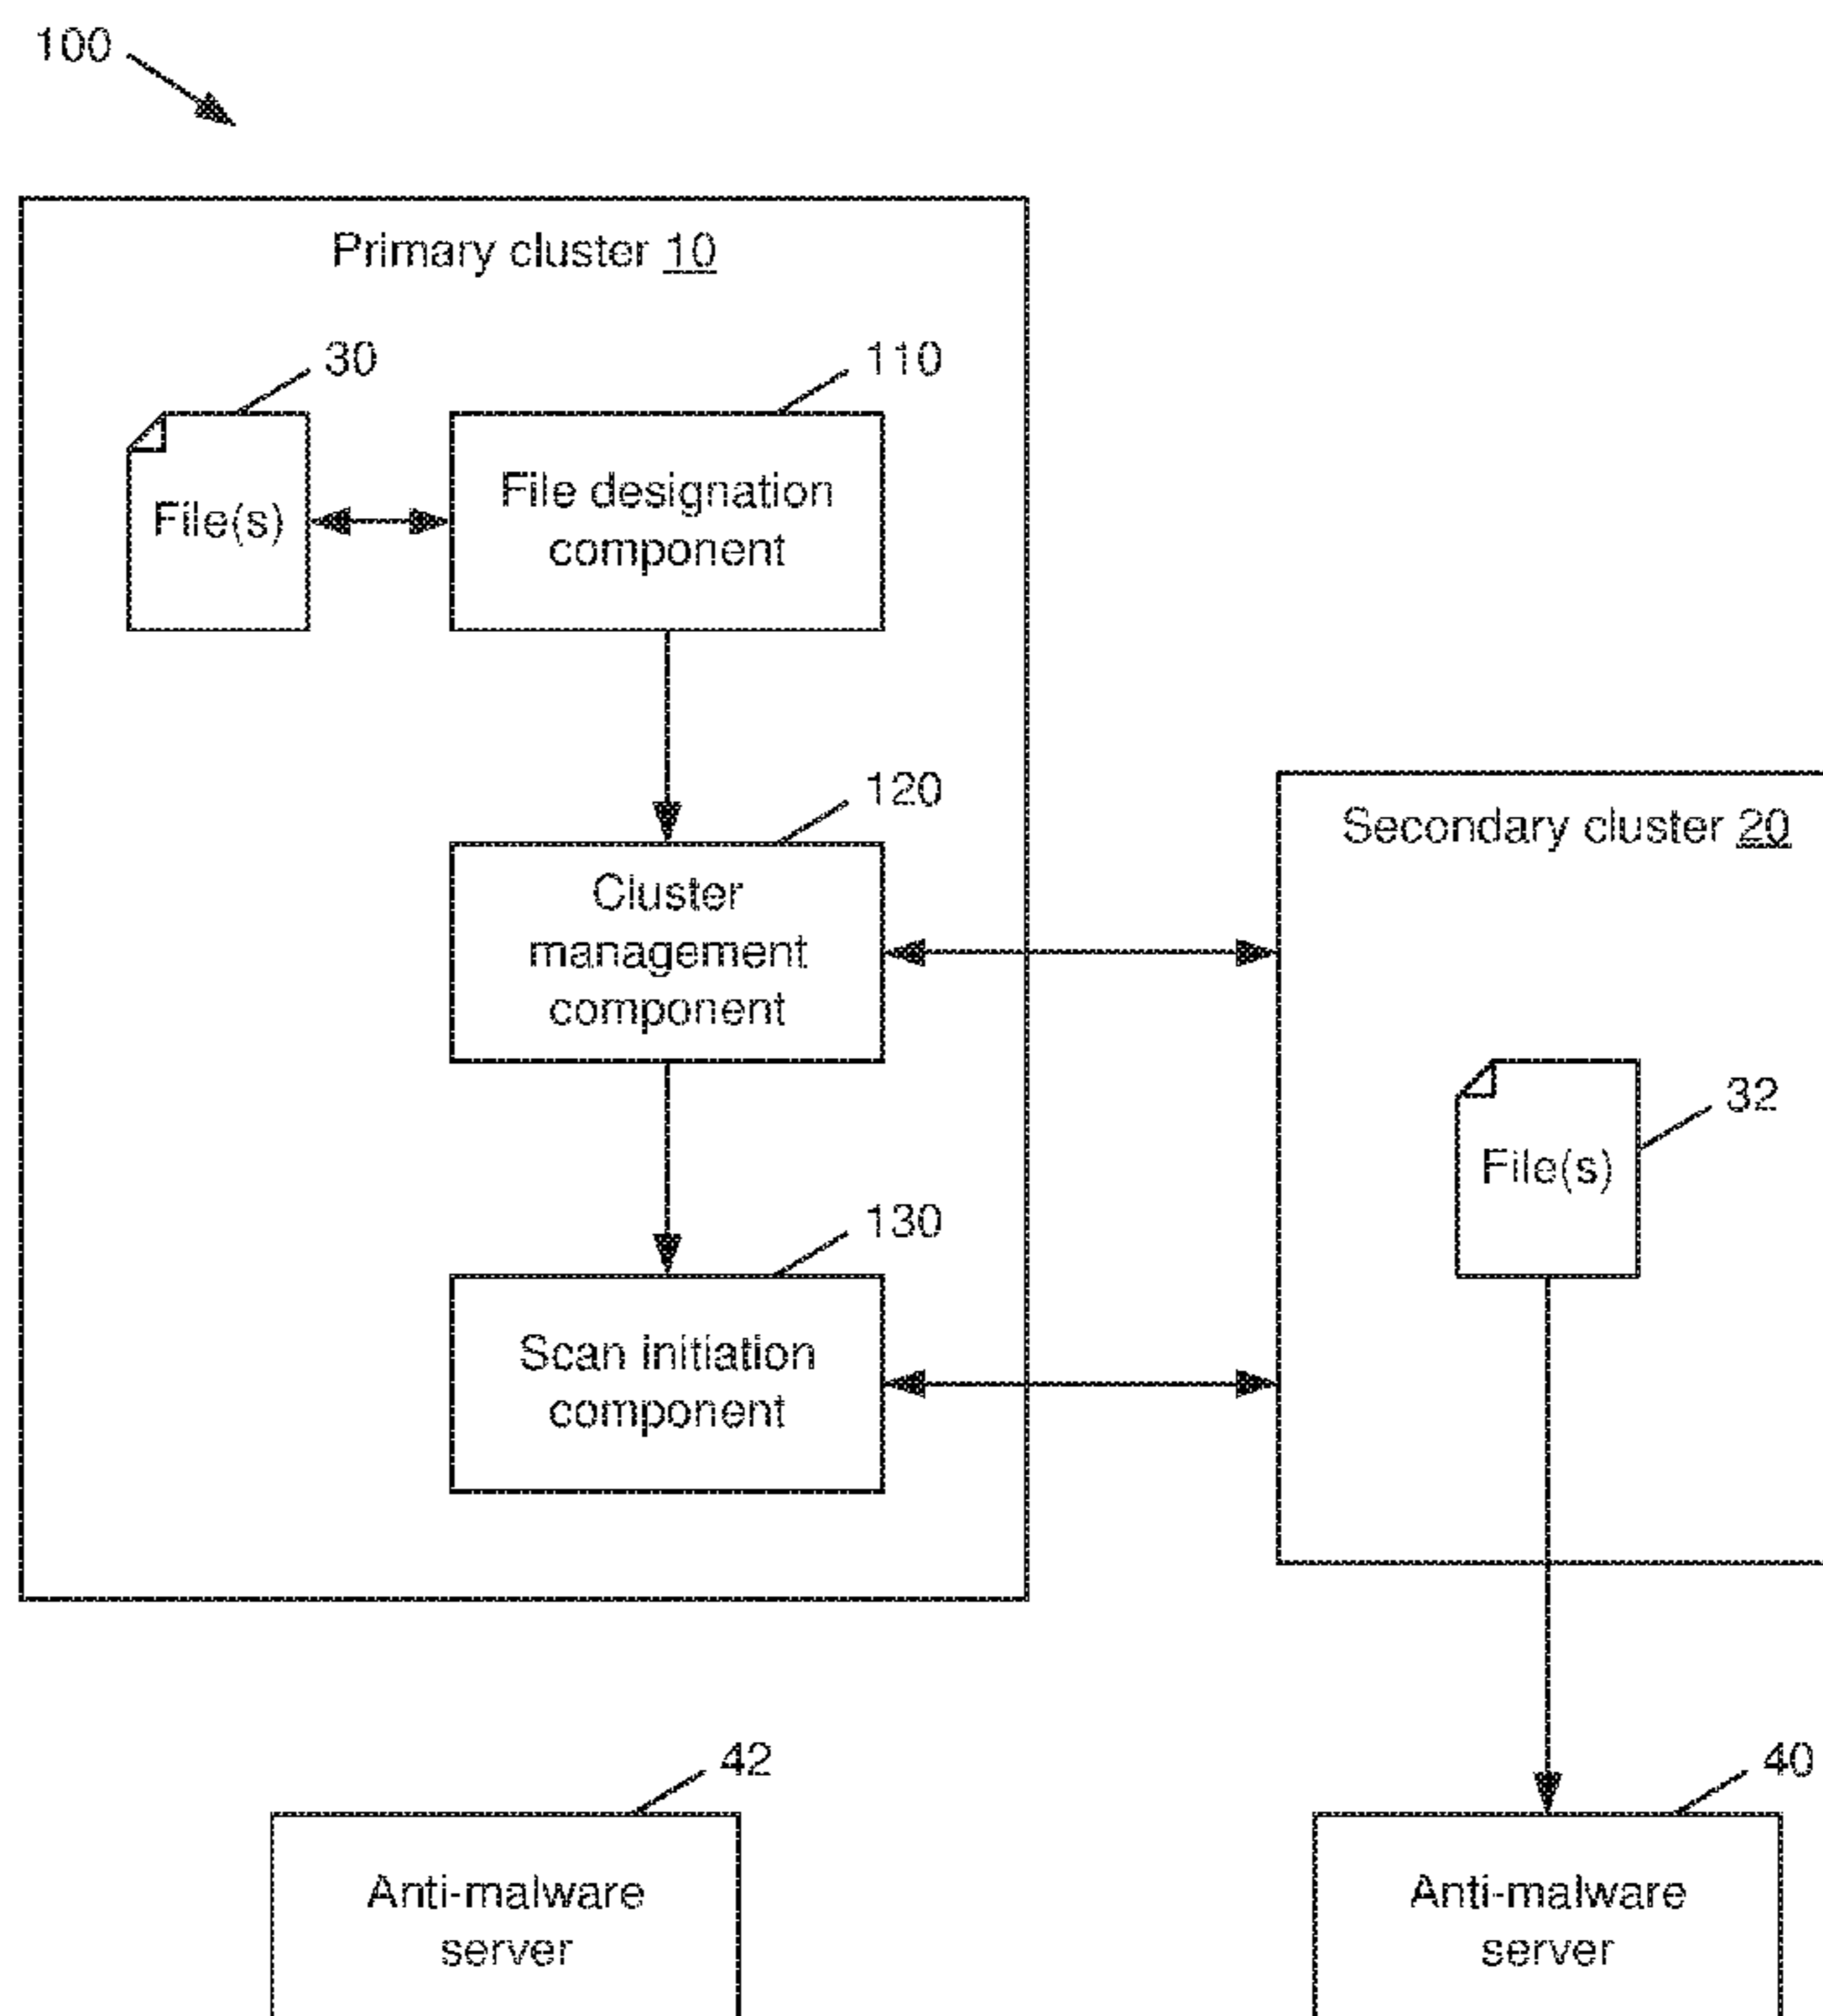 100
Primary cluster 10
30
110
File(s)
File designation
component
120
Secondary cluster 20
Cluster
management
component
32
File(s)
130
Scan initiation
component
42
40
Anti-malware
server
Anti-malware
server